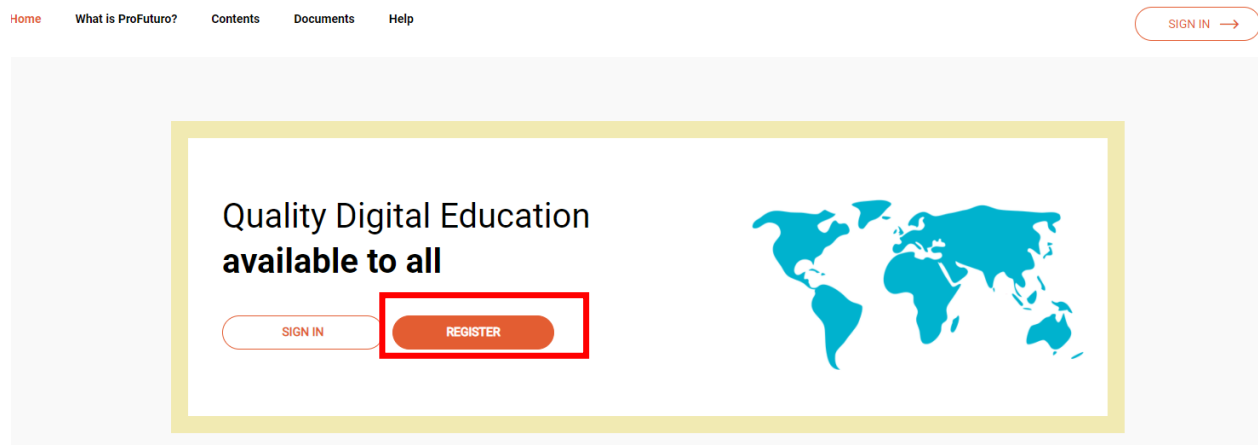 Home What is ProFuturo? Contents Documents Help SIGN IN
Quality Digital Education
available to all
SIGN IN REGISTER